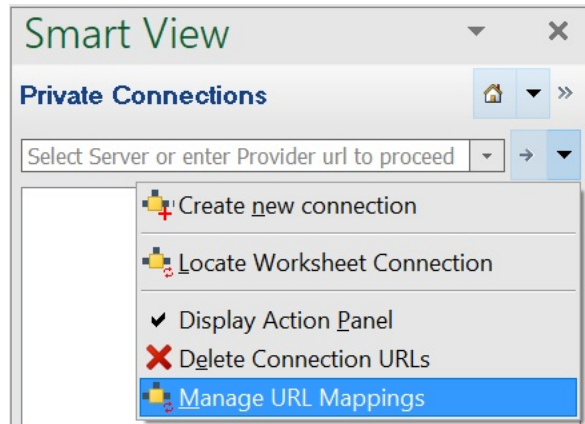 Smart View
Private Connections
Select Server or enter Provider url to proceed
Create new connection
Locate Worksheet Connection
Display Action Panel
Delete Connection URLs
Manage URL Mappings